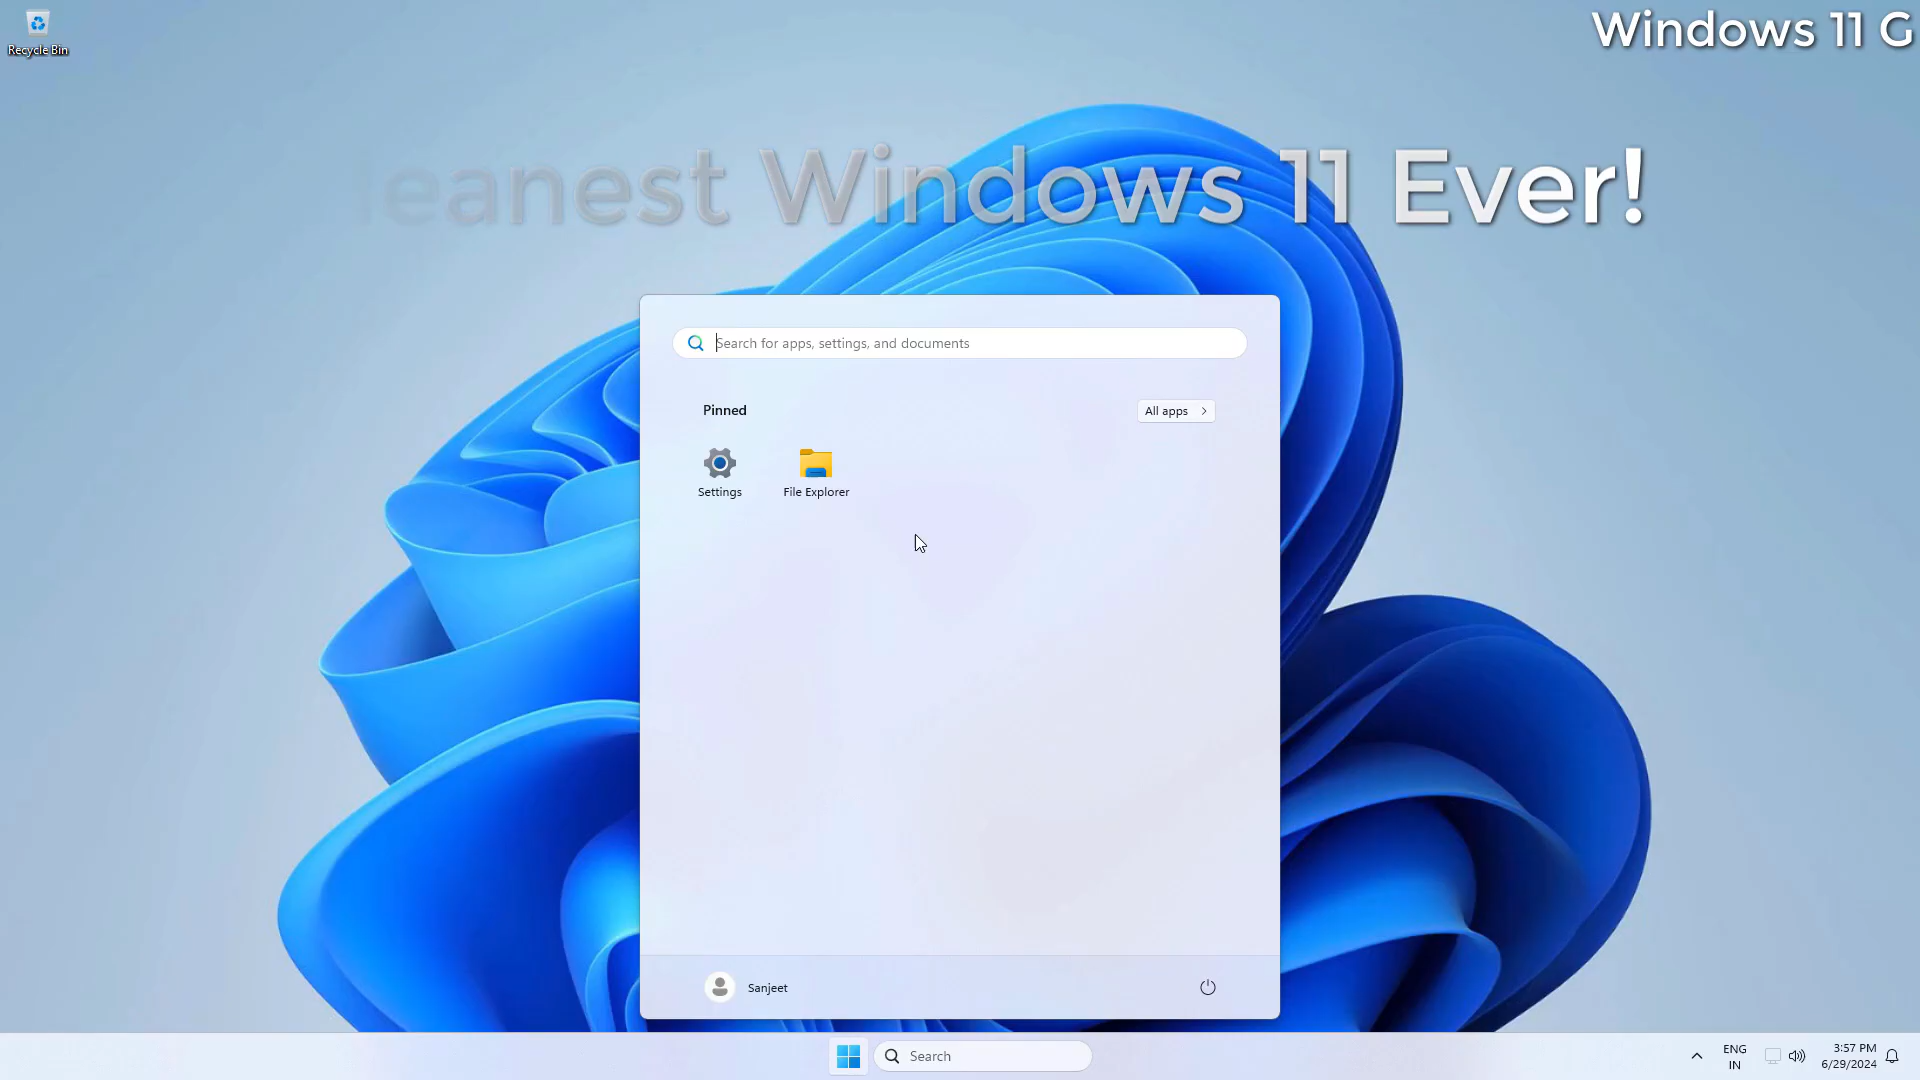 Recycle Bin
Windows 11 G
leanest Windows 11 Ever!
Search for apps, settings, and documents
Pinned
All apps
Settings
File Explorer
Sanjeet
Search
ENG
IN
3:57 PM
6/29/2024